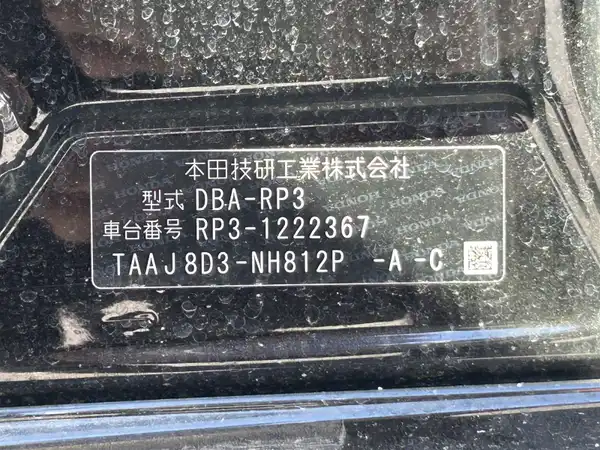 本田技研工業株式会社
型式 DBA-RP3
車台番号 RP3-1222367
TAAJ8D3-NH812P -A -C